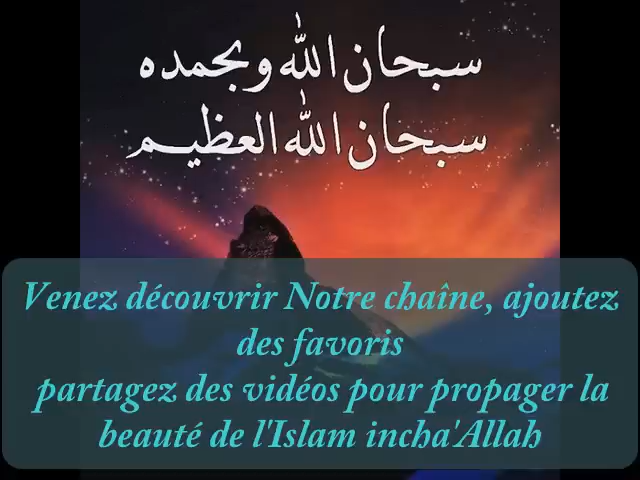 سبحان الله وبحمده
سبحان الله العظيم
Venez découvrir Notre chaîne, ajoutez
des favoris
partagez des vidéos pour propager la
beauté de l'Islam incha'Allah